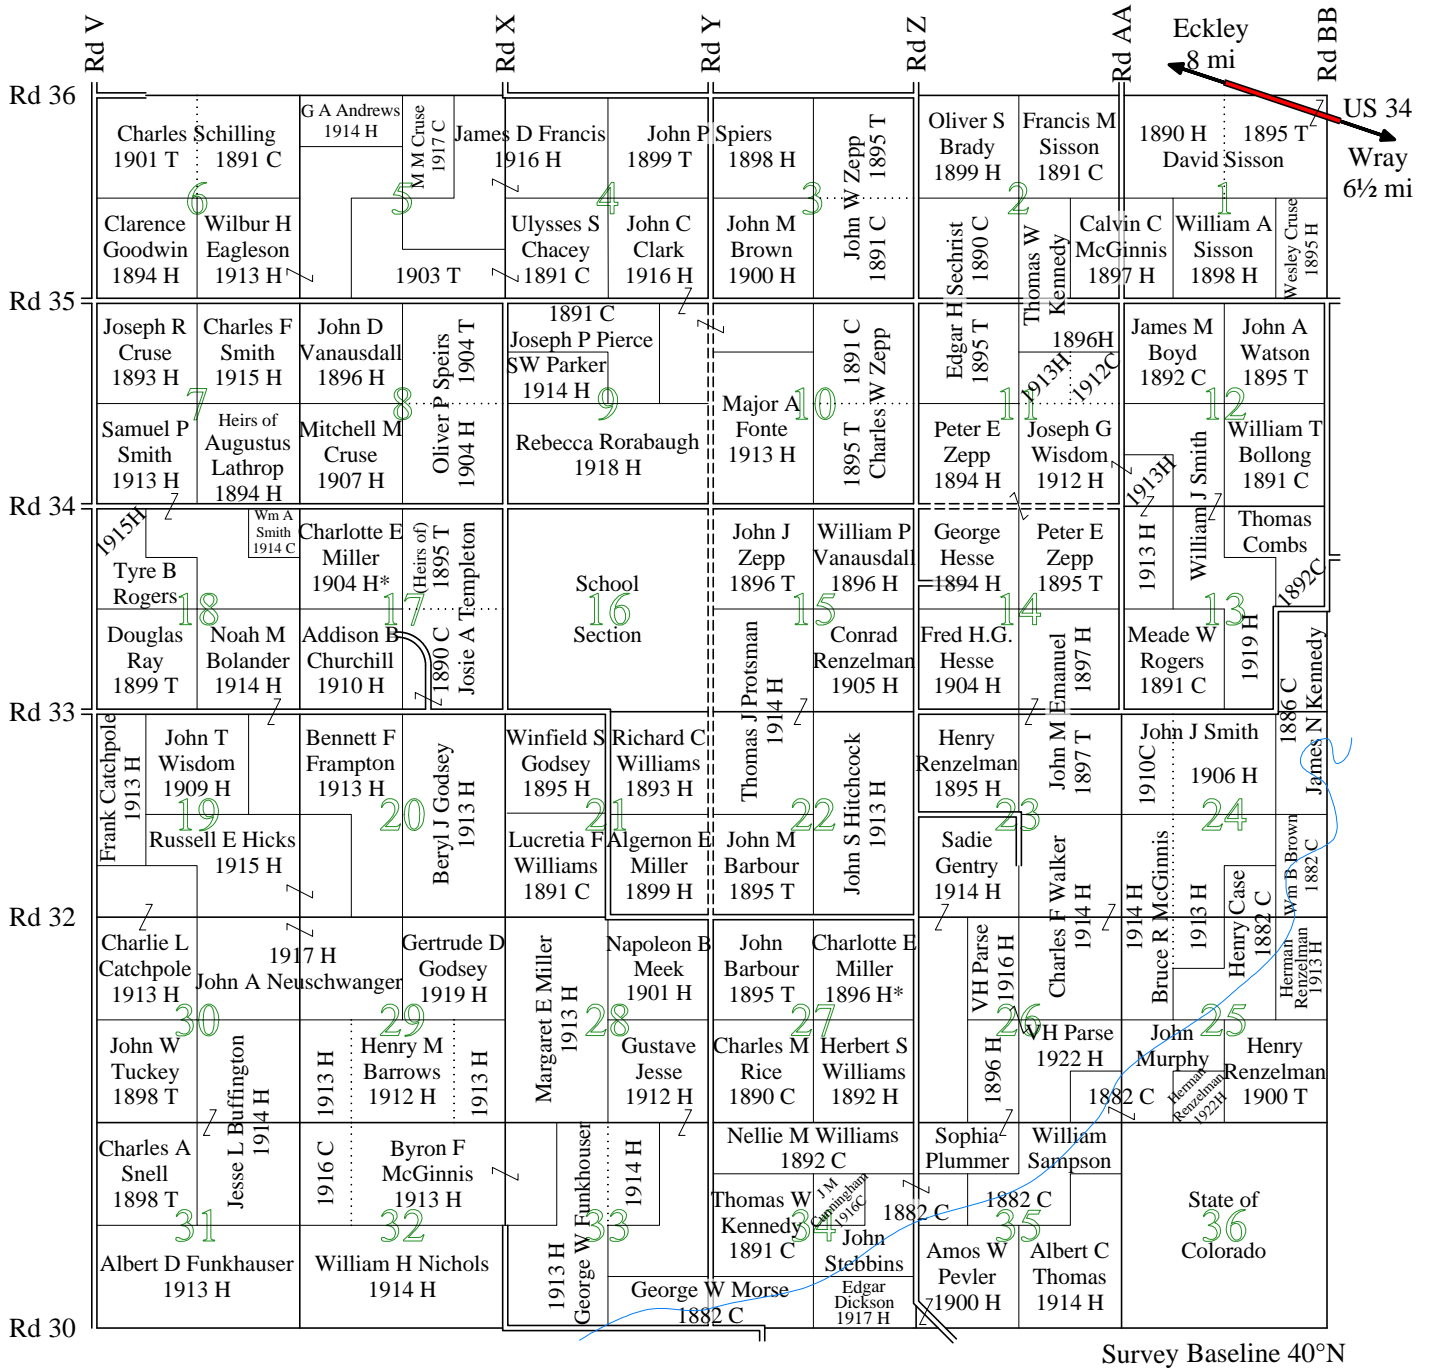 Rd V
Rd X
Rd Y
Rd Z
Rd AA
Rd BB
Eckley
8 mi
US 34
Wray
6½ mi
Rd 36
Rd 35
Rd 34
Rd 33
Rd 32
Rd 30
Charles Schilling
1901 T
1891 C
6
Clarence
Goodwin
1894 H
Wilbur H
Eagleson
1913 H
G A Andrews
1914 H
M M Cruse
1917 C
5
1903 T
James D Francis
1916 H
4
Ulysses S
Chacey
1891 C
John C
Clark
1916 H
John P Spiers
1899 T
1898 H
3
John M
Brown
1900 H
John W Zepp
1895 T
1891 C
Oliver S
Brady
1899 H
Francis M
Sisson
1891 C
2
Edgar H Sechrist
1890 C
1895 T
Thomas W
Kennedy
1896H
Calvin C
McGinnis
1897 H
1890 H
1895 T
David Sisson
1
William A
Sisson
1898 H
Wesley Cruse
1895 H
Joseph R
Cruse
1893 H
Charles F
Smith
1915 H
7
Samuel P
Smith
1913 H
Heirs of
Augustus
Lathrop
1894 H
John D
Vanausdall
1896 H
8
Mitchell M
Cruse
1907 H
Oliver P Speirs
1904 T
1904 H
1891 C
Joseph P Pierce
SW Parker
1914 H
9
Rebecca Rorabaugh
1918 H
Major A
Fonte
1913 H
10
1891 C
1895 T
Charles W Zepp
11
1913H
1912C
Peter E
Zepp
1894 H
Joseph G
Wisdom
1912 H
James M
Boyd
1892 C
John A
Watson
1895 T
12
William T
Bollong
1891 C
1913H
William J Smith
1913 H
1915H
Tyre B
Rogers
Wm A
Smith
1914 C
18
Douglas
Ray
1899 T
Noah M
Bolander
1914 H
Charlotte E
Miller
1904 H*
17
(Heirs of)
1895 T
1890 C
Josie A Templeton
Addison B
Churchill
1910 H
School
16
Section
John J
Zepp
1896 T
William P
Vanausdall
1896 H
15
Thomas J Protsman
1914 H
Conrad
Renzelman
1905 H
George
Hesse
1894 H
Peter E
Zepp
1895 T
14
Fred H.G.
Hesse
1904 H
John M Emanuel
1897 H
1897 T
Thomas
Combs
1892C
13
Meade W
Rogers
1891 C
1919 H
1886 C
James N Kennedy
Frank Catchpole
1913 H
John T
Wisdom
1909 H
19
Russell E Hicks
1915 H
Bennett F
Frampton
1913 H
20
Beryl J Godsey
1913 H
Winfield S
Godsey
1895 H
Richard C
Williams
1893 H
21
Lucretia F
Williams
1891 C
Algernon E
Miller
1899 H
22
John M
Barbour
1895 T
John S Hitchcock
1913 H
Henry
Renzelman
1895 H
23
Sadie
Gentry
1914 H
Charles F Walker
1914 H
John J Smith
1910C
1906 H
24
Bruce R McGinnis
1914 H
1913 H
Henry Case
1882 C
Wm B Brown
1882 C
Charlie L
Catchpole
1913 H
1917 H
John A Neuschwanger
30
John W
Tuckey
1898 T
Jesse L Buffington
1914 H
Gertrude D
Godsey
1919 H
29
1913 H
Henry M
Barrows
1912 H
1913 H
Margaret E Miller
1913 H
Napoleon B
Meek
1901 H
28
Gustave
Jesse
1912 H
John
Barbour
1895 T
Charlotte E
Miller
1896 H*
27
Charles M
Rice
1890 C
Herbert S
Williams
1892 H
VH Parse
1916 H
26
1896 H
VH Parse
1922 H
1882 C
John
Murphy
25
Herman
Renzelman
1913 H
Herman
Renzelman
1922H
Henry
Renzelman
1900 T
Charles A
Snell
1898 T
31
Albert D Funkhauser
1913 H
1916 C
Byron F
McGinnis
1913 H
32
William H Nichols
1914 H
George W Funkhouser
1914 H
1913 H
33
George W Morse
1882 C
Nellie M Williams
1892 C
Thomas W
Kennedy
1891 C
J M
Cunningham
1916C
34
1882 C
John
Stebbins
Edgar
Dickson
1917 H
Sophia
Plummer
William
Sampson
1882 C
35
Amos W
Pevler
1900 H
Albert C
Thomas
1914 H
State of
36
Colorado
Survey Baseline 40°N